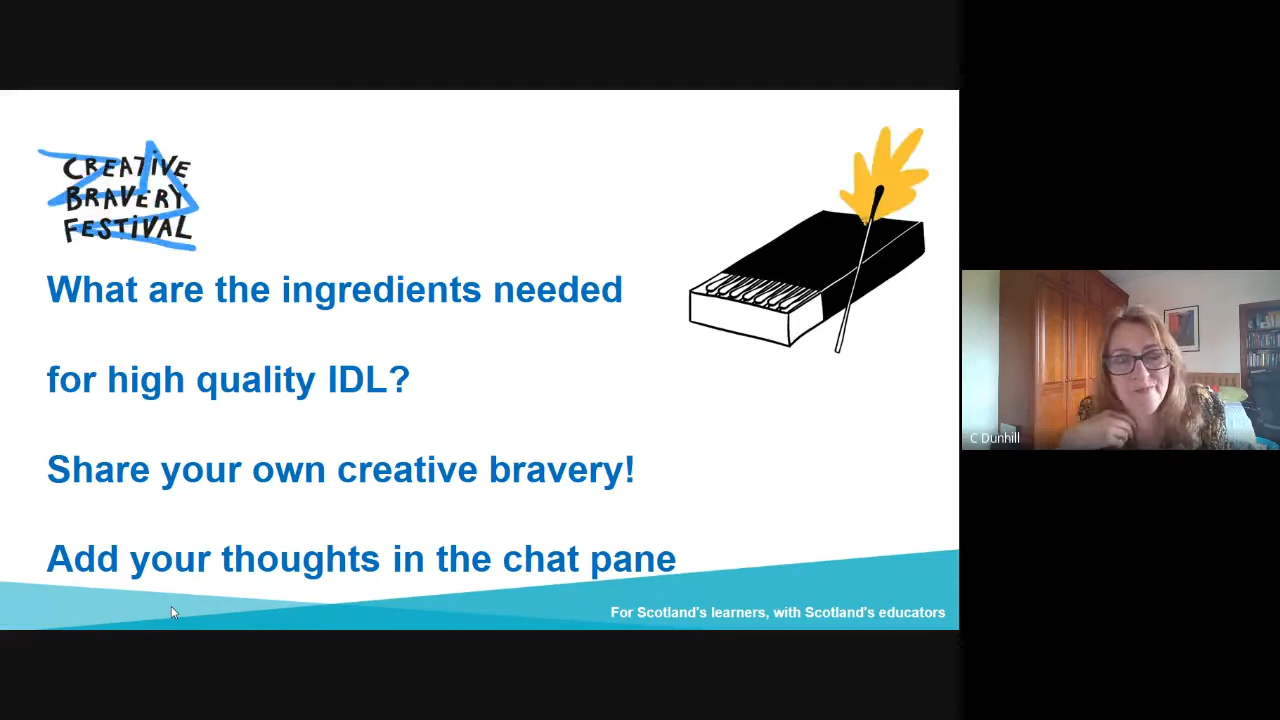 CREATIVE
BRAVERY
FESTIVAL
What are the ingredients needed
for high quality IDL?
Share your own creative bravery!
Add your thoughts in the chat pane
For Scotland's learners, with Scotland's educators
C Dunhill